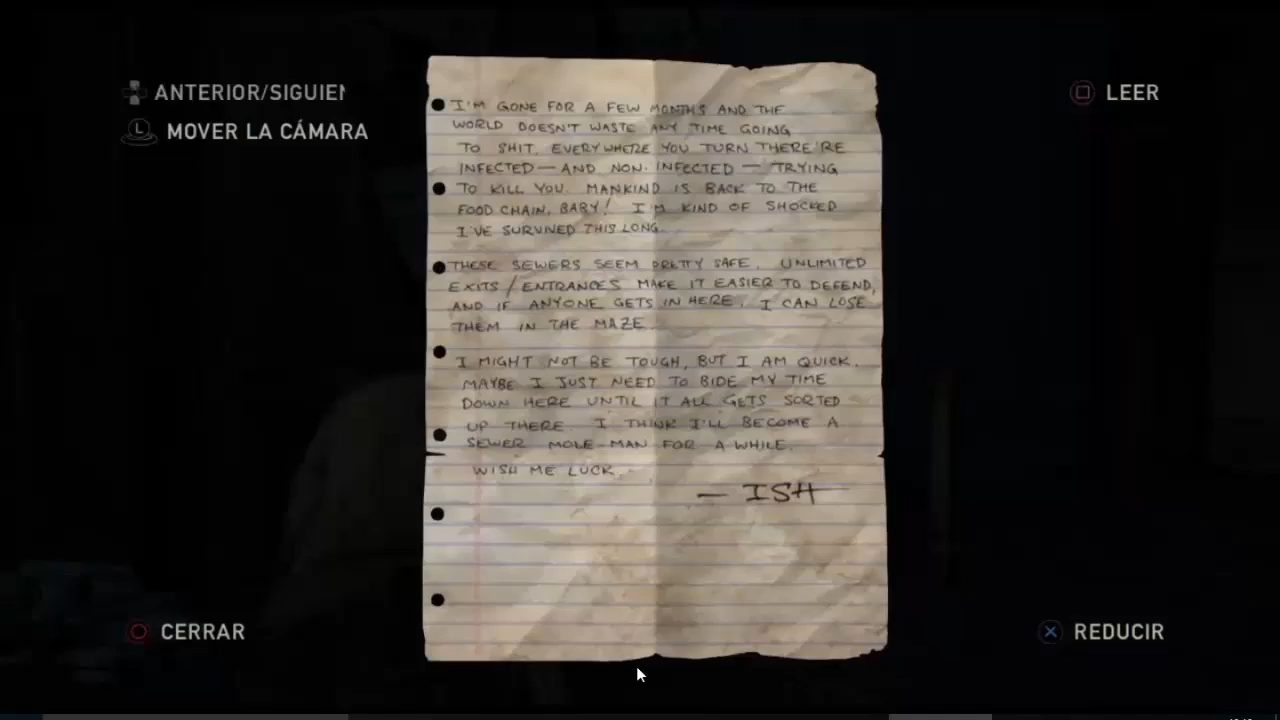 ANTERIOR/SIGUIEN
MOVER LA CÁMARA
LEER
I'M GONE FOR A FEW MONTHS AND THE
WORLD DOESN'T WASTE ANY TIME GOING
TO SHIT. EVERYWHERE YOU TURN THERE'RE
INFECTED — AND NON-INFECTED — TRYING
TO KILL YOU. MANKIND IS BACK TO THE
FOOD CHAIN, BABY! I'M KIND OF SHOCKED
I'VE SURVIVED THIS LONG.
THESE SEWERS SEEM PRETTY SAFE. UNLIMITED
EXITS/ENTRANCES MAKE IT EASIER TO DEFEND,
AND IF ANYONE GETS IN HERE, I CAN LOSE
THEM IN THE MAZE.
I MIGHT NOT BE TOUGH, BUT I AM QUICK.
MAYBE I JUST NEED TO BIDE MY TIME
DOWN HERE UNTIL IT ALL GETS SORTED
UP THERE. I THINK I'LL BECOME A
SEWER MOLE-MAN FOR A WHILE.
WISH ME LUCK.
— ISH
CERRAR
REDUCIR